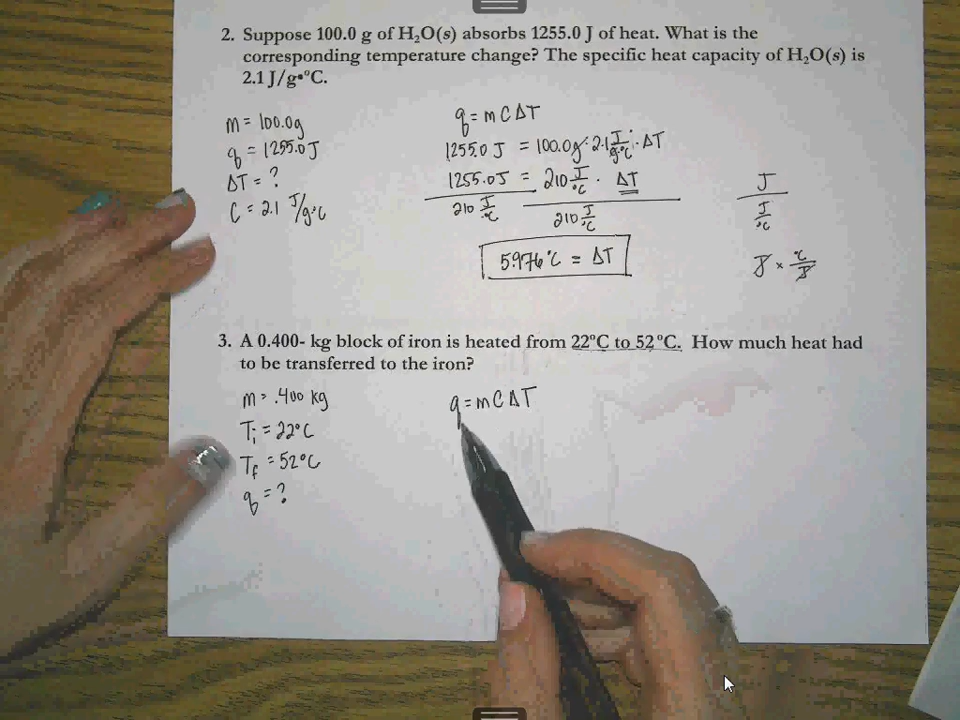 2. Suppose 100.0 g of H₂O(s) absorbs 1255.0 J of heat. What is the
corresponding temperature change? The specific heat capacity of H₂O(s) is
2.1 J/g•°C.
m = 100.0g
q = 1255.0J
ΔT = ?
C = 2.1 J/g·°C
q = mCΔT
1255.0 J = 100.0g · 2.1 J/g·°C · ΔT
1255.0J = 210 J/°C · ΔT
210 J/°C 210 J/°C
5.976°C = ΔT
J
J/°C
J × °C/J
3. A 0.400- kg block of iron is heated from 22°C to 52°C. How much heat had
to be transferred to the iron?
m = .400 kg
Tᵢ = 22°C
T_f = 52°C
q = ?
q = mCΔT